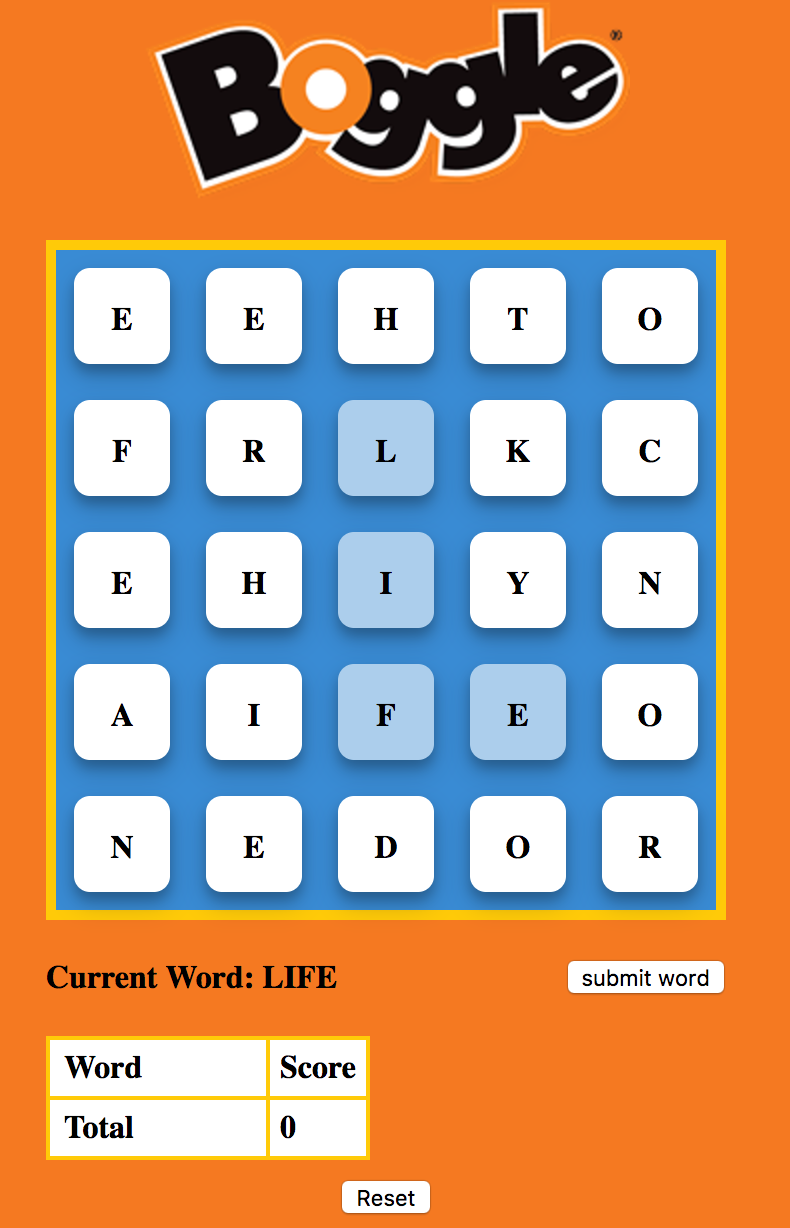 Boggle®
E E H T O
F R L K C
E H I Y N
A I F E O
N E D O R
Current Word: LIFE submit word
Word Score
Total 0
Reset